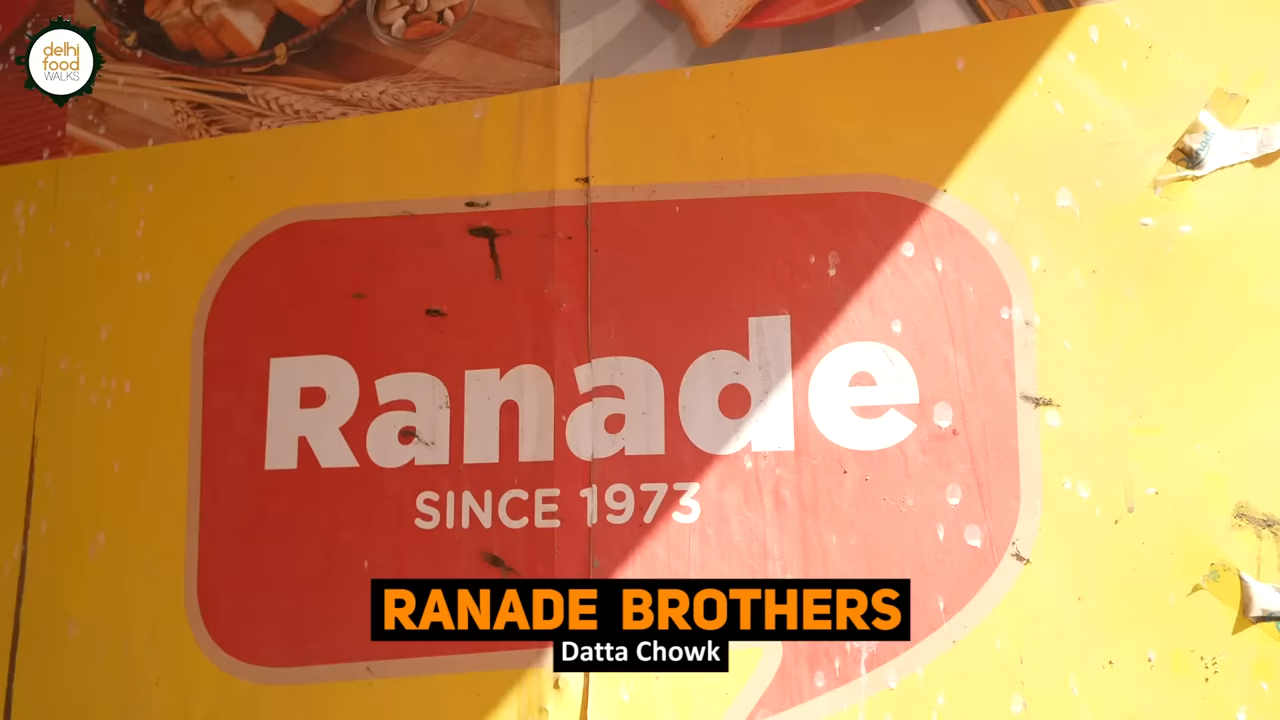 delhi
food
WALKS
Ranade
SINCE 1973
RANADE BROTHERS
Datta Chowk